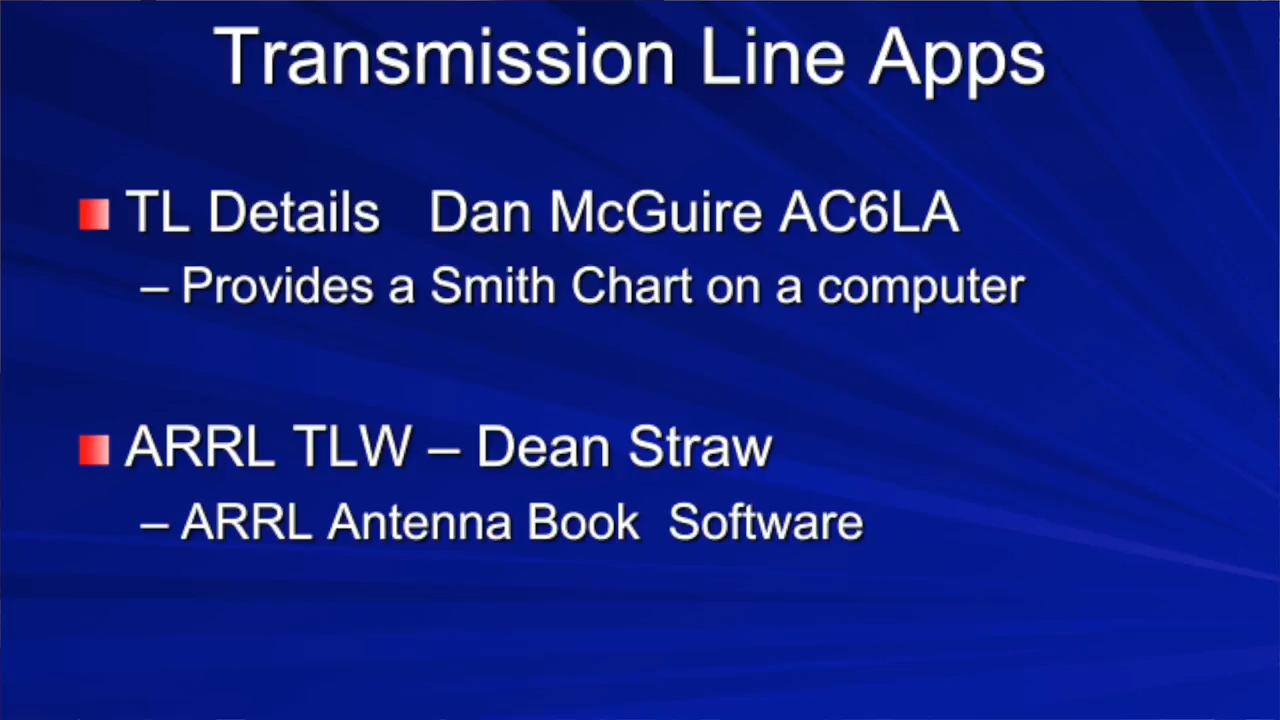 Transmission Line Apps
TL Details Dan McGuire AC6LA
– Provides a Smith Chart on a computer
ARRL TLW – Dean Straw
– ARRL Antenna Book Software